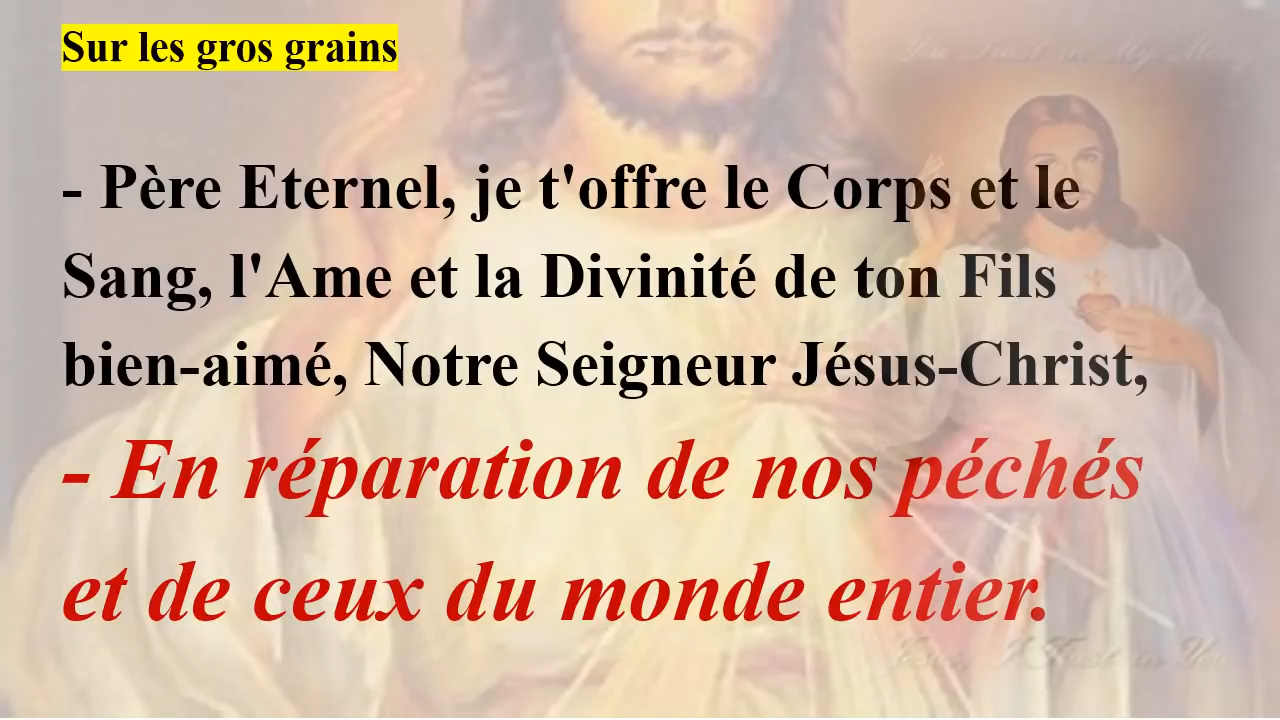 Sur les gros grains
- Père Eternel, je t'offre le Corps et le
Sang, l'Ame et la Divinité de ton Fils
bien-aimé, Notre Seigneur Jésus-Christ,
- En réparation de nos péchés
et de ceux du monde entier.